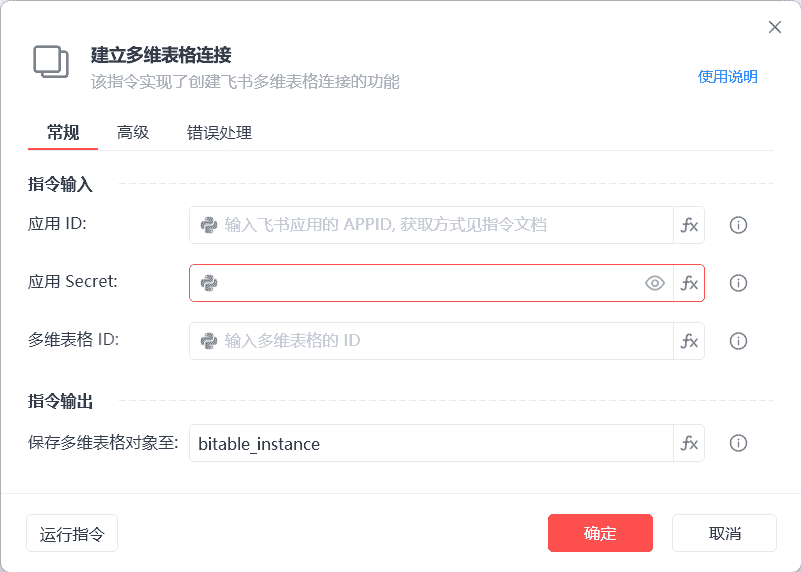 建立多维表格连接
该指令实现了创建飞书多维表格连接的功能
使用说明
常规 高级 错误处理
指令输入
应用 ID: 输入飞书应用的 APPID, 获取方式见指令文档 fx
应用 Secret: fx
多维表格 ID: 输入多维表格的 ID fx
指令输出
保存多维表格对象至: bitable_instance fx
运行指令 确定 取消